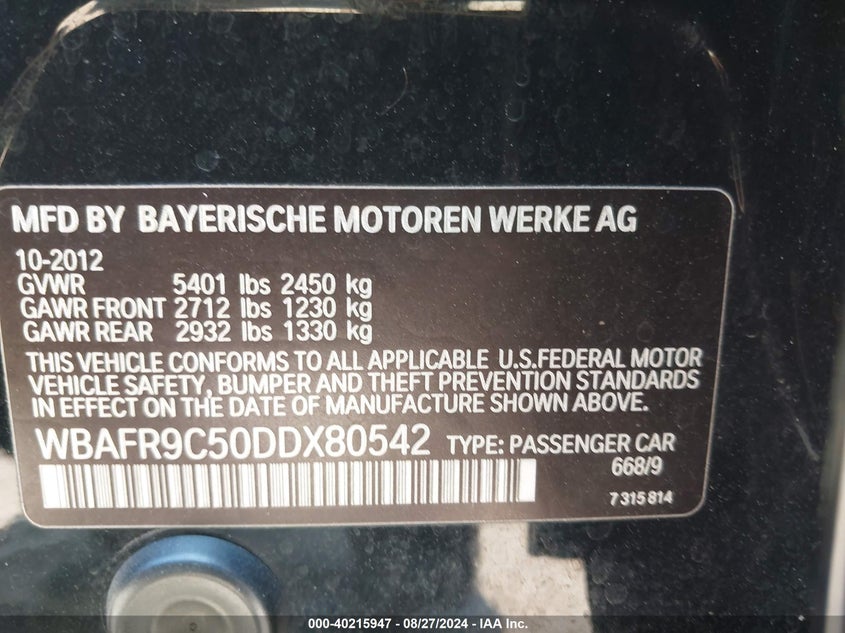 MFD BY BAYERISCHE MOTOREN WERKE AG
10-2012
GVWR 5401 lbs 2450 kg
GAWR FRONT 2712 lbs 1230 kg
GAWR REAR 2932 lbs 1330 kg
THIS VEHICLE CONFORMS TO ALL APPLICABLE U.S.FEDERAL MOTOR
VEHICLE SAFETY, BUMPER AND THEFT PREVENTION STANDARDS
IN EFFECT ON THE DATE OF MANUFACTURE SHOWN ABOVE.
WBAFR9C50DDX80542 TYPE: PASSENGER CAR
668/9
7 315 814
000-40215947 - 08/27/2024 - IAA Inc.